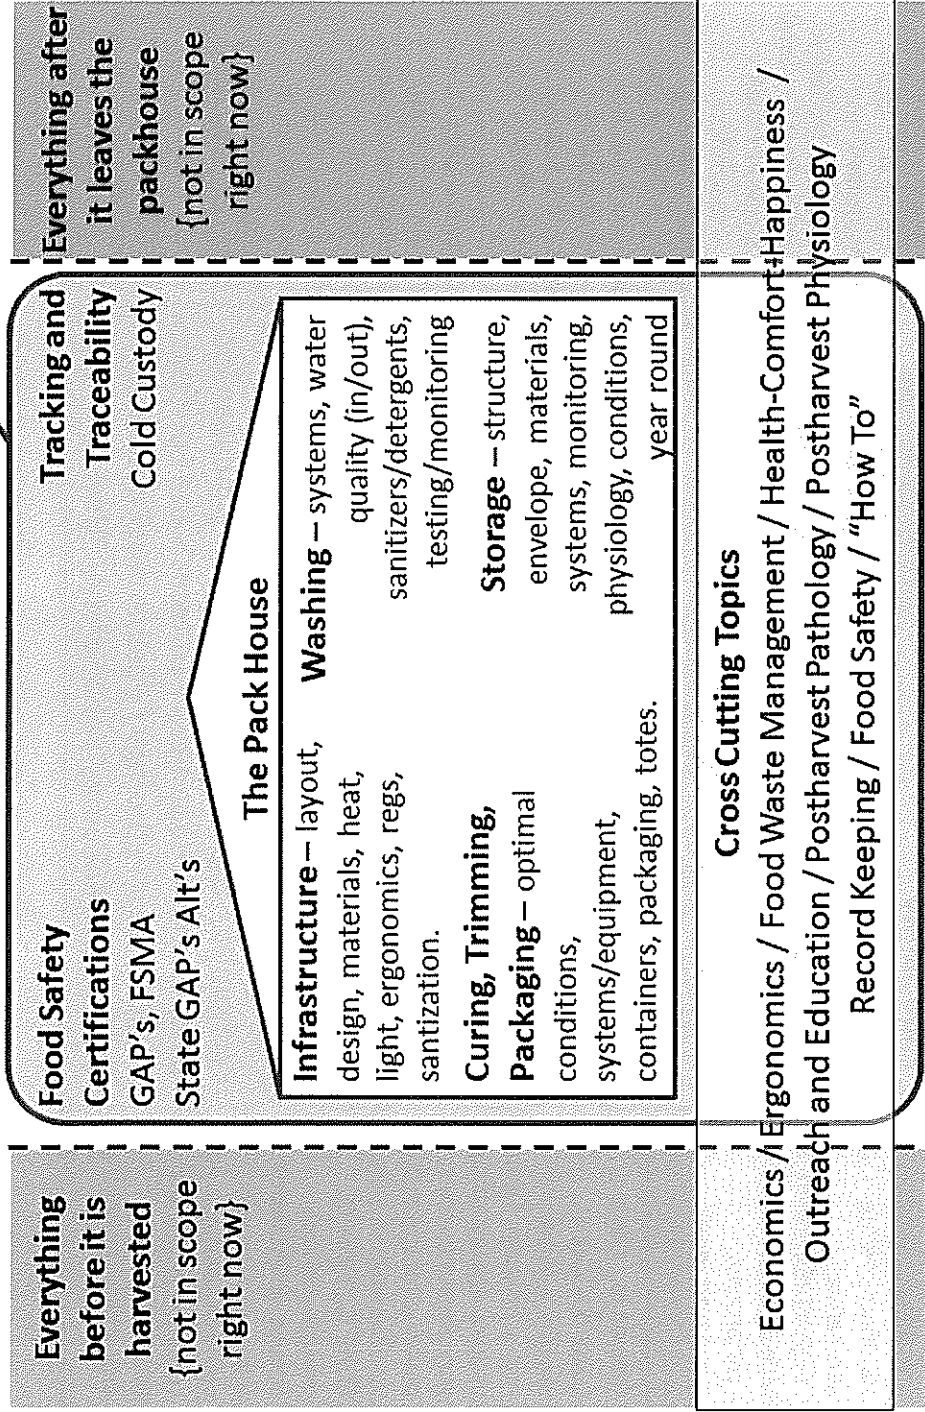 Everything
before it is
harvested
{not in scope
right now}
Food Safety
Certifications
GAP's, FSMA
State GAP's Alt's
Tracking and
Traceability
Cold Custody
Everything after
it leaves the
packhouse
{not in scope
right now}
The Pack House
Infrastructure – layout,
design, materials, heat,
light, ergonomics, regs,
santization.
Curing, Trimming,
Packaging – optimal
conditions,
systems/equipment,
containers, packaging, totes.
Washing – systems, water
quality (in/out),
sanitizers/detergents,
testing/monitoring
Storage – structure,
envelope, materials,
systems, monitoring,
physiology, conditions,
year round
Cross Cutting Topics
Economics / Ergonomics / Food Waste Management / Health-Comfort-Happiness /
Outreach and Education / Postharvest Pathology / Postharvest Physiology
Record Keeping / Food Safety / “How To”